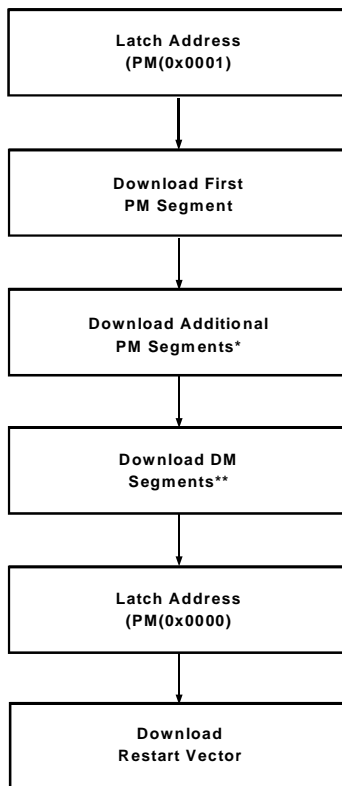 Latch Address
(PM(0x0001)
Download First
PM Segment
Download Additional
PM Segments*
Download DM
Segments**
Latch Address
(PM(0x0000)
Download
Restart Vector